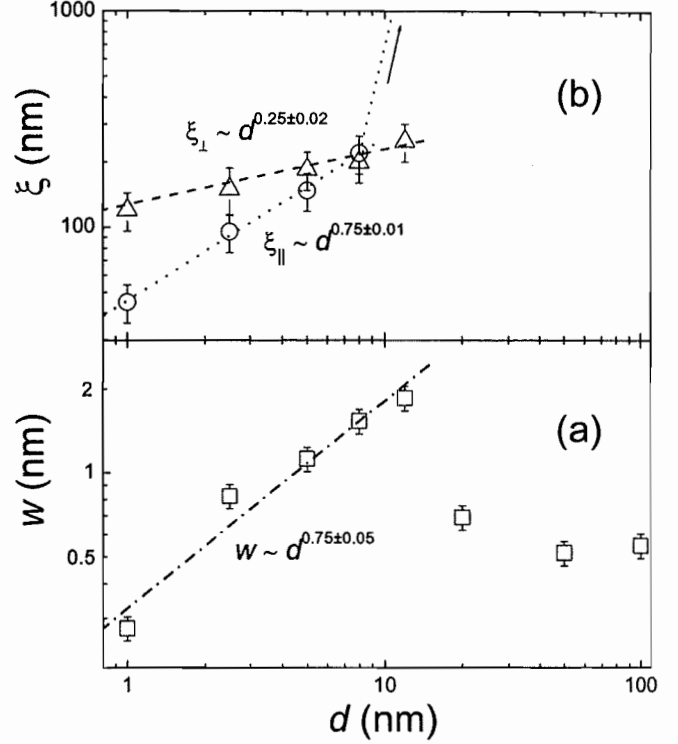 1000
(b)
ξ⊥ ~ d^0.25±0.02
ξ (nm)
100
ξ|| ~ d^0.75±0.01
2
(a)
w (nm)
1
w ~ d^0.75±0.05
0.5
1 10 100
d (nm)